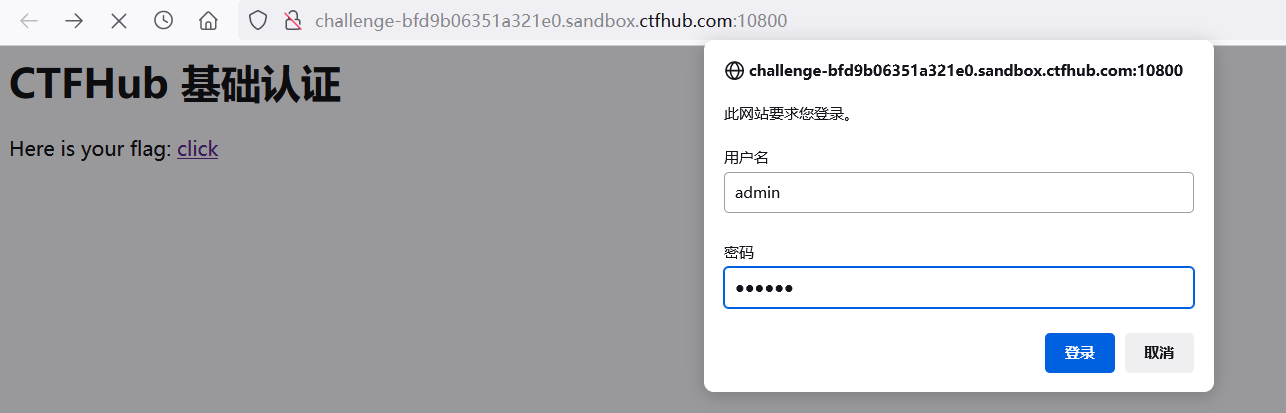 challenge-bfd9b06351a321e0.sandbox.ctfhub.com:10800
CTFHub 基础认证
Here is your flag: click
challenge-bfd9b06351a321e0.sandbox.ctfhub.com:10800
此网站要求您登录。
用户名
admin
密码
●●●●●●
登录 取消